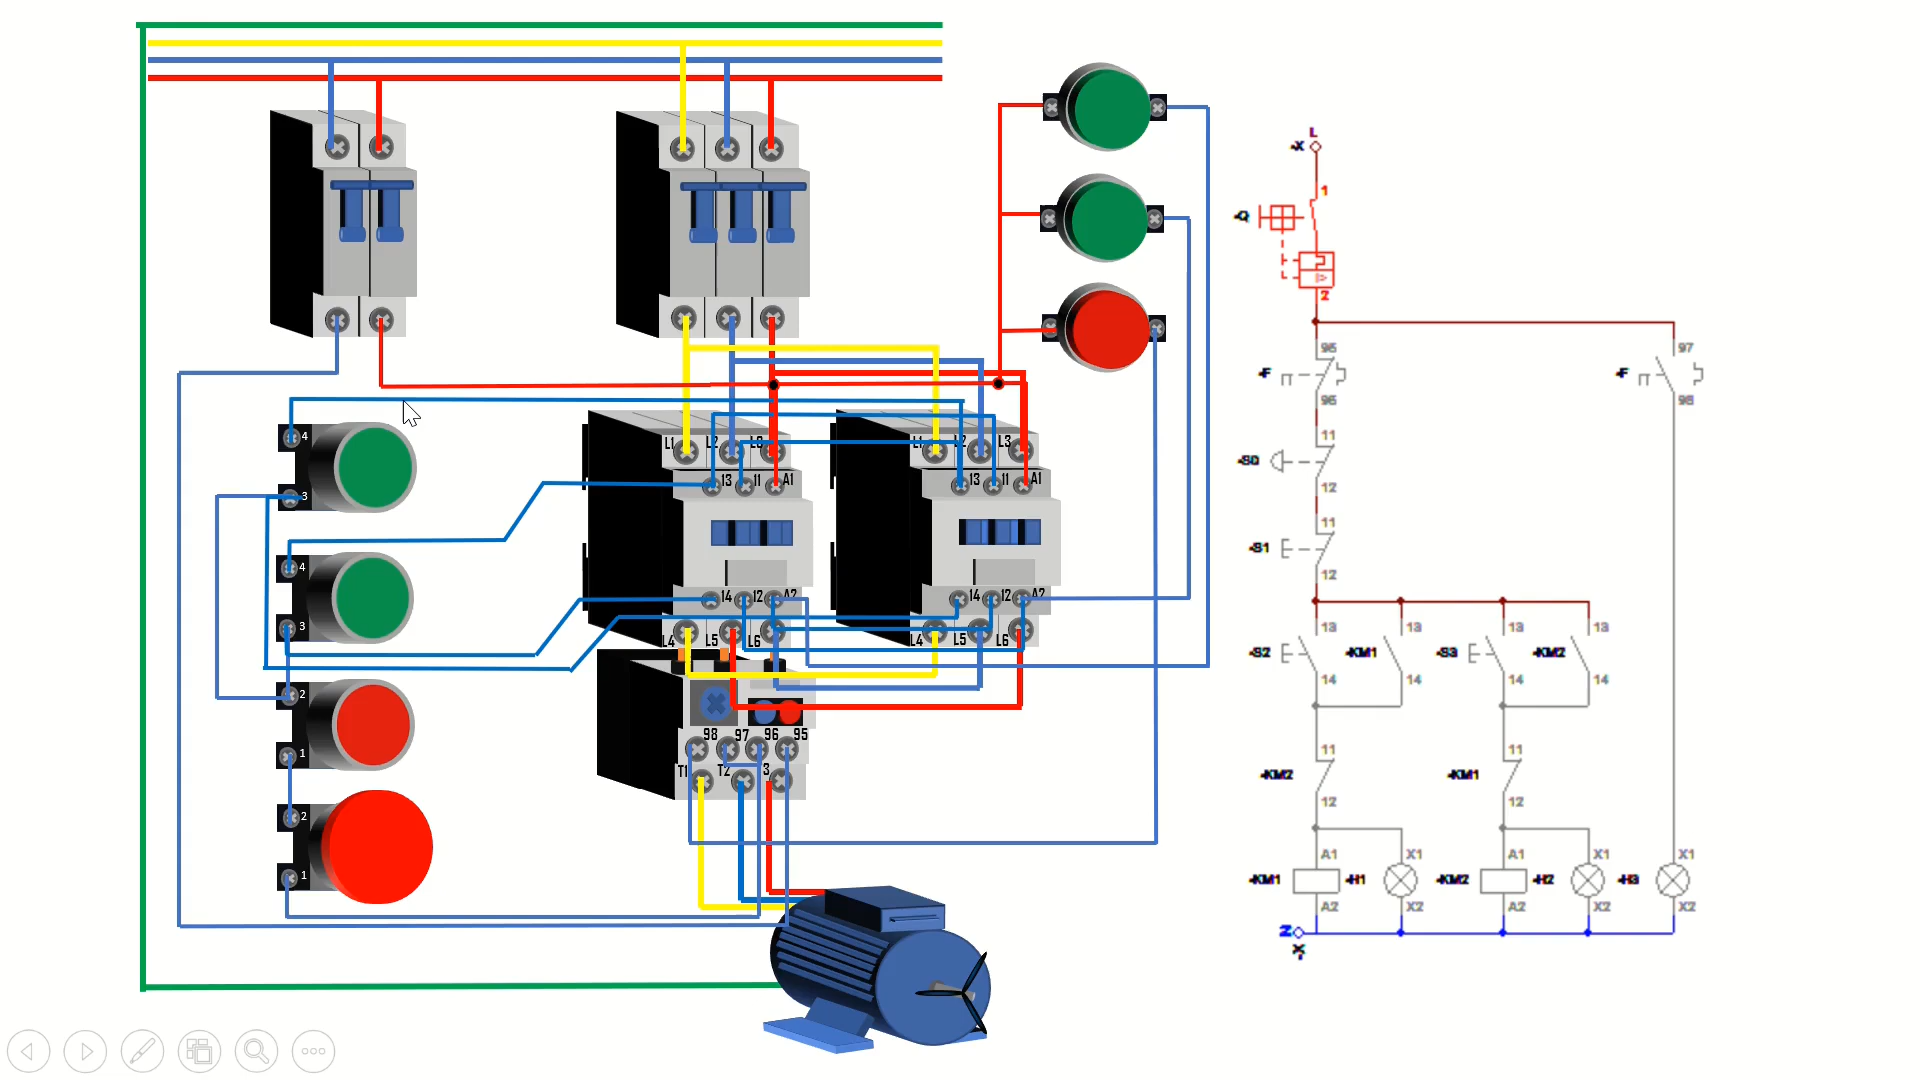 4
3
4
3
2
1
2
1
L1 L2 L3
13 11 A1
14 12 A2
L4 L5 L6
L1 L2 L3
13 11 A1
14 12 A2
L4 L5 L6
98 97 96 95
T1 T2 3
L
-X
1
-Q
2
95
-F
96
97
-F
98
11
-S0
12
11
-S1
12
13 13 13 13
-S2 -KM1 -S3 -KM2
14 14 14 14
11 11
-KM2 -KM1
12 12
A1 X1 A1 X1 X1
-KM1 -H1 -KM2 -H2 -H3
A2 X2 A2 X2 X2